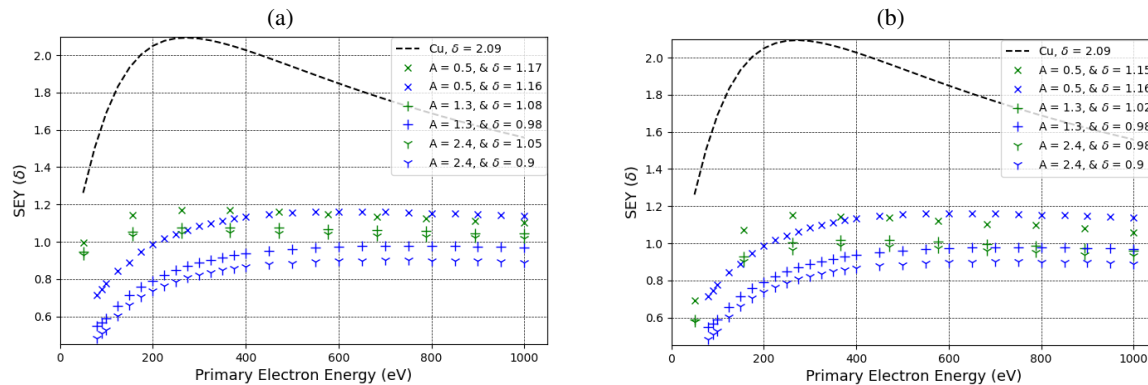 (a)
2.0
1.8
1.6
1.4
1.2
1.0
0.8
0.6
SEY (δ)
0
200
400
600
800
1000
Primary Electron Energy (eV)
Cu, δ = 2.09
A = 0.5, & δ = 1.17
A = 0.5, & δ = 1.16
A = 1.3, & δ = 1.08
A = 1.3, & δ = 0.98
A = 2.4, & δ = 1.05
A = 2.4, & δ = 0.9
(b)
2.0
1.8
1.6
1.4
1.2
1.0
0.8
0.6
SEY (δ)
0
200
400
600
800
1000
Primary Electron Energy (eV)
Cu, δ = 2.09
A = 0.5, & δ = 1.15
A = 0.5, & δ = 1.16
A = 1.3, & δ = 1.02
A = 1.3, & δ = 0.98
A = 2.4, & δ = 0.98
A = 2.4, & δ = 0.9